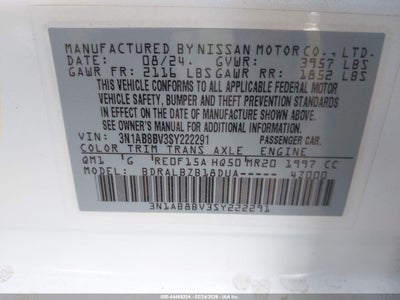 MANUFACTURED BY NISSAN MOTOR CO., LTD.
DATE: 08/24. GVWR: 3957 LBS
GAWR FR: 2116 LBS GAWR RR: 1852 LBS
THIS VEHICLE CONFORMS TO ALL APPLICABLE
FEDERAL MOTOR
VEHICLE SAFETY, BUMPER AND THEFT PREVENTION
STANDARDS IN EFFECT ON THE
DATE OF MANUFACTURE SHOWN ABOVE.
SEE OWNER'S MANUAL FOR ADDITIONAL INFORMATION.
VIN: 3N1AB8BV3SY222291 PASSENGER CAR.
COLOR TRIM TRANS AXLE ENGINE
QM1 G RE0F15A HQ50 MR20 1997 CC
MODEL: BDRALBZB18DUA----- 47000
3N1AB8BV3SY222291